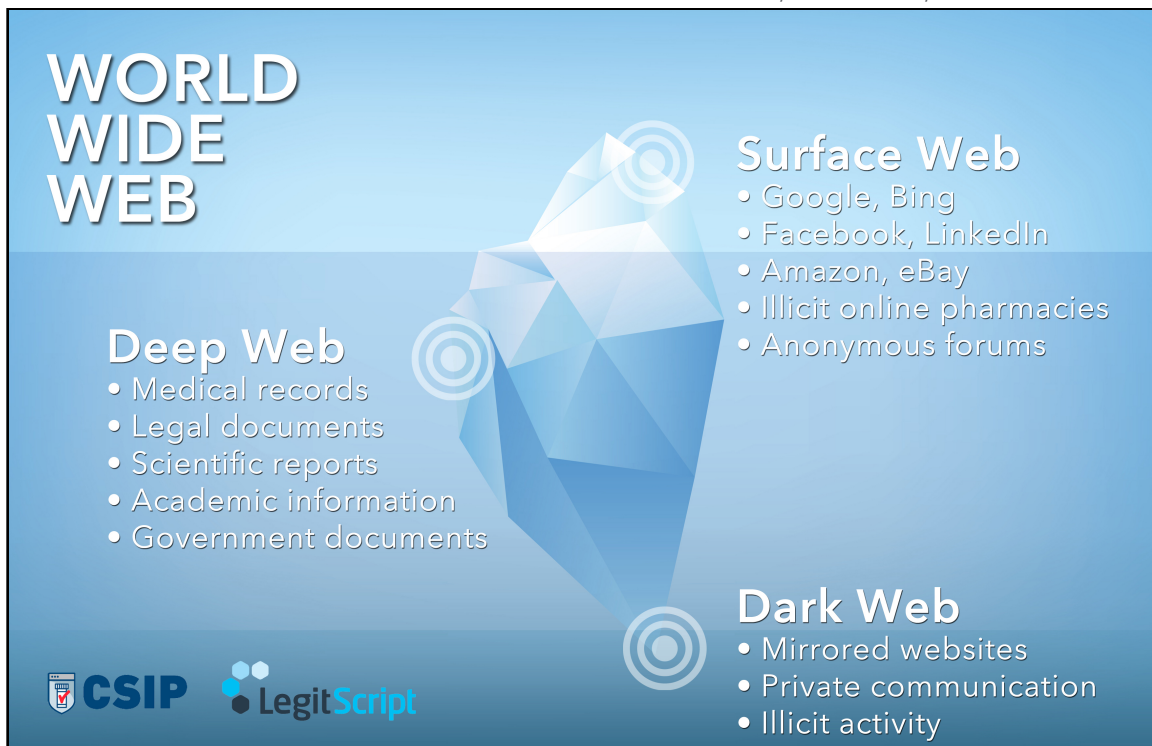 WORLD
WIDE
WEB
Surface Web
• Google, Bing
• Facebook, LinkedIn
• Amazon, eBay
• Illicit online pharmacies
• Anonymous forums
Deep Web
• Medical records
• Legal documents
• Scientific reports
• Academic information
• Government documents
Dark Web
• Mirrored websites
• Private communication
• Illicit activity
CSIP
LegitScript